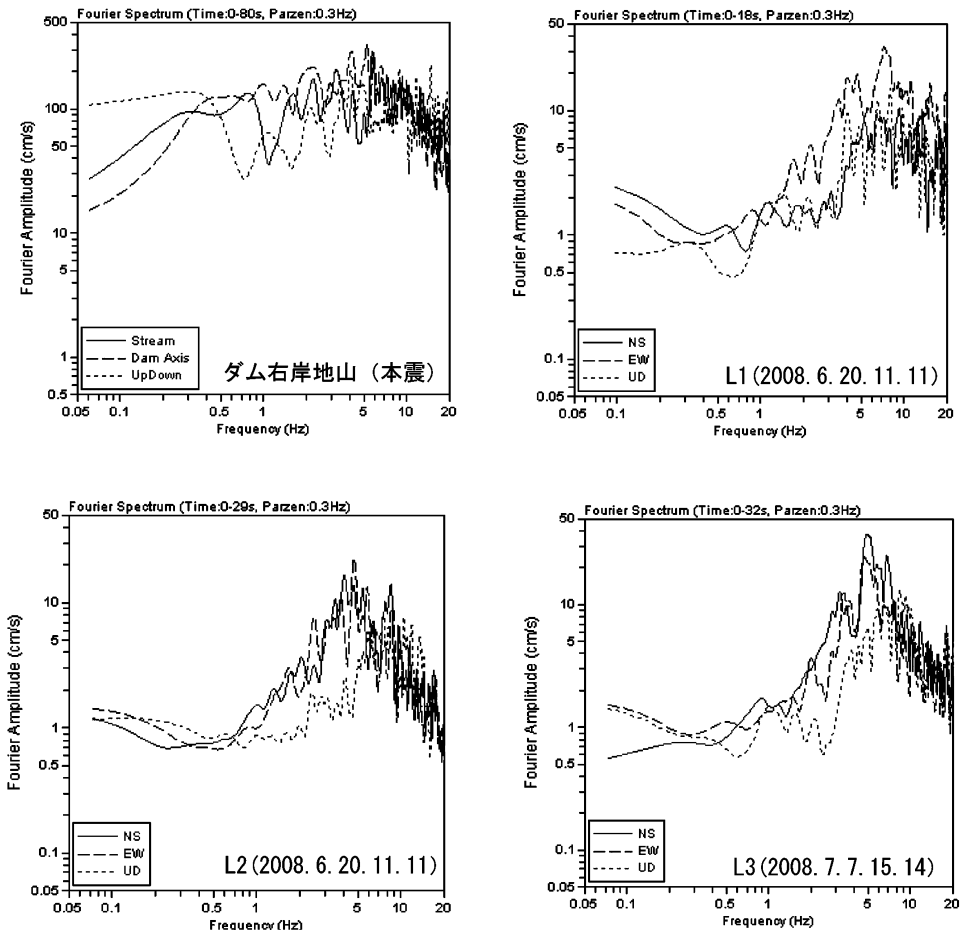 Fourier Spectrum (Time:0-80s, Parzen:0.3Hz)
500
100
50
10
5
1
0.5
Fourier Amplitude (cm/s)
Stream
Dam Axis
UpDown
ダム右岸地山（本震）
0.05 0.1 0.5 1 5 10 20
Frequency (Hz)
Fourier Spectrum (Time:0-18s, Parzen:0.3Hz)
50
10
5
1
0.5
0.1
0.05
Fourier Amplitude (cm/s)
NS
EW
UD
L1(2008.6.20.11.11)
0.05 0.1 0.5 1 5 10 20
Frequency (Hz)
Fourier Spectrum (Time:0-29s, Parzen:0.3Hz)
50
10
5
1
0.5
0.1
0.05
Fourier Amplitude (cm/s)
NS
EW
UD
L2(2008.6.20.11.11)
0.05 0.1 0.5 1 5 10 20
Frequency (Hz)
Fourier Spectrum (Time:0-32s, Parzen:0.3Hz)
50
10
5
1
0.5
0.1
0.05
Fourier Amplitude (cm/s)
NS
EW
UD
L3(2008.7.7.15.14)
0.05 0.1 0.5 1 5 10 20
Frequency (Hz)